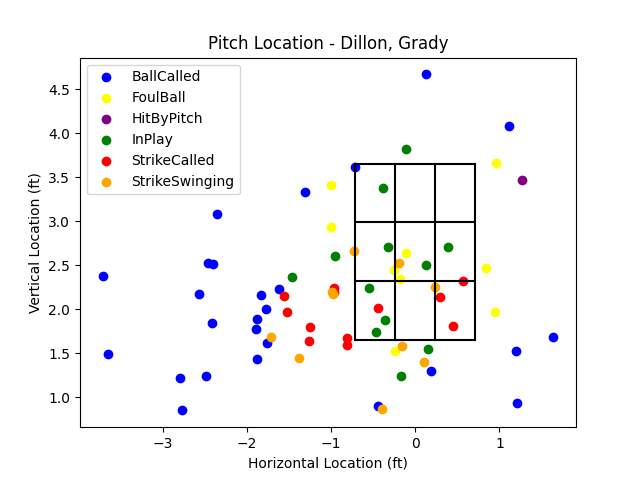 Pitch Location - Dillon, Grady
BallCalled
FoulBall
HitByPitch
InPlay
StrikeCalled
StrikeSwinging
4.5
4.0
3.5
3.0
2.5
2.0
1.5
1.0
Vertical Location (ft)
−3 −2 −1 0 1
Horizontal Location (ft)